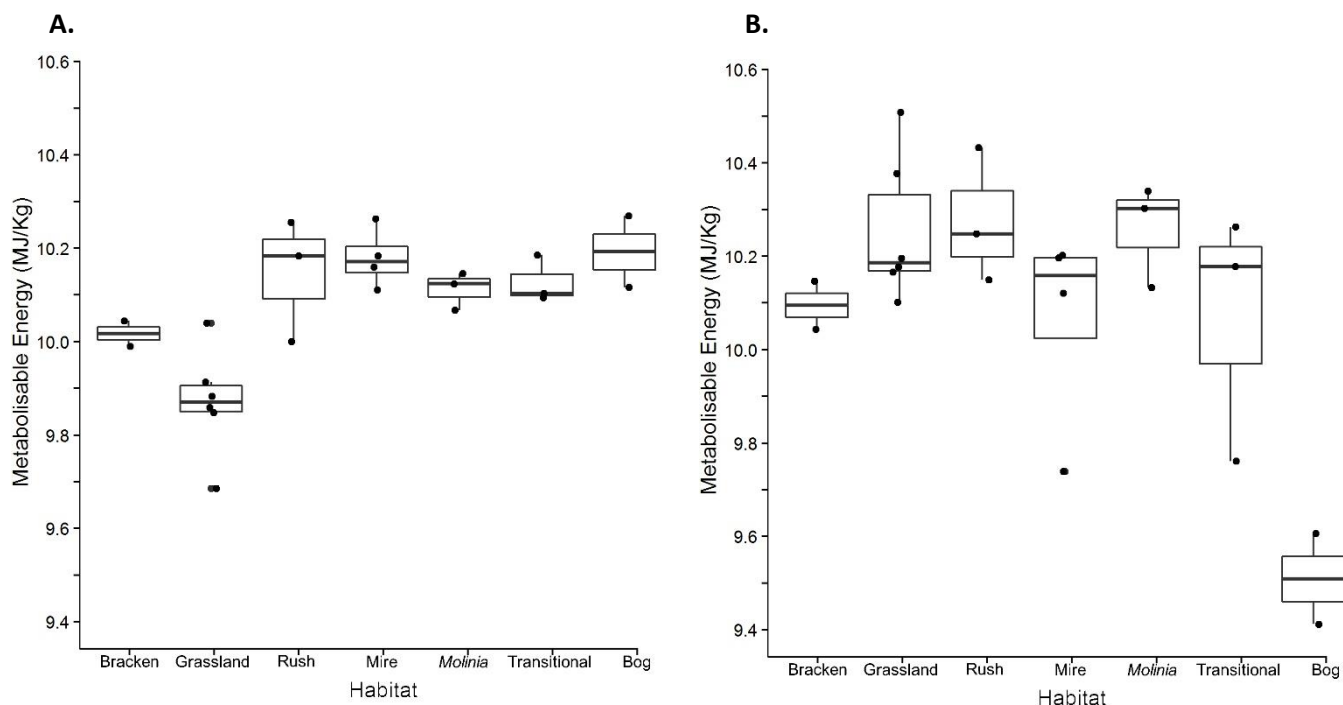 A.
10.6
10.4
10.2
10.0
9.8
9.6
9.4
Metabolisable Energy (MJ/Kg)
Bracken Grassland Rush Mire Molinia Transitional Bog
Habitat
B.
10.6
10.4
10.2
10.0
9.8
9.6
9.4
Metabolisable Energy (MJ/Kg)
Bracken Grassland Rush Mire Molinia Transitional Bog
Habitat